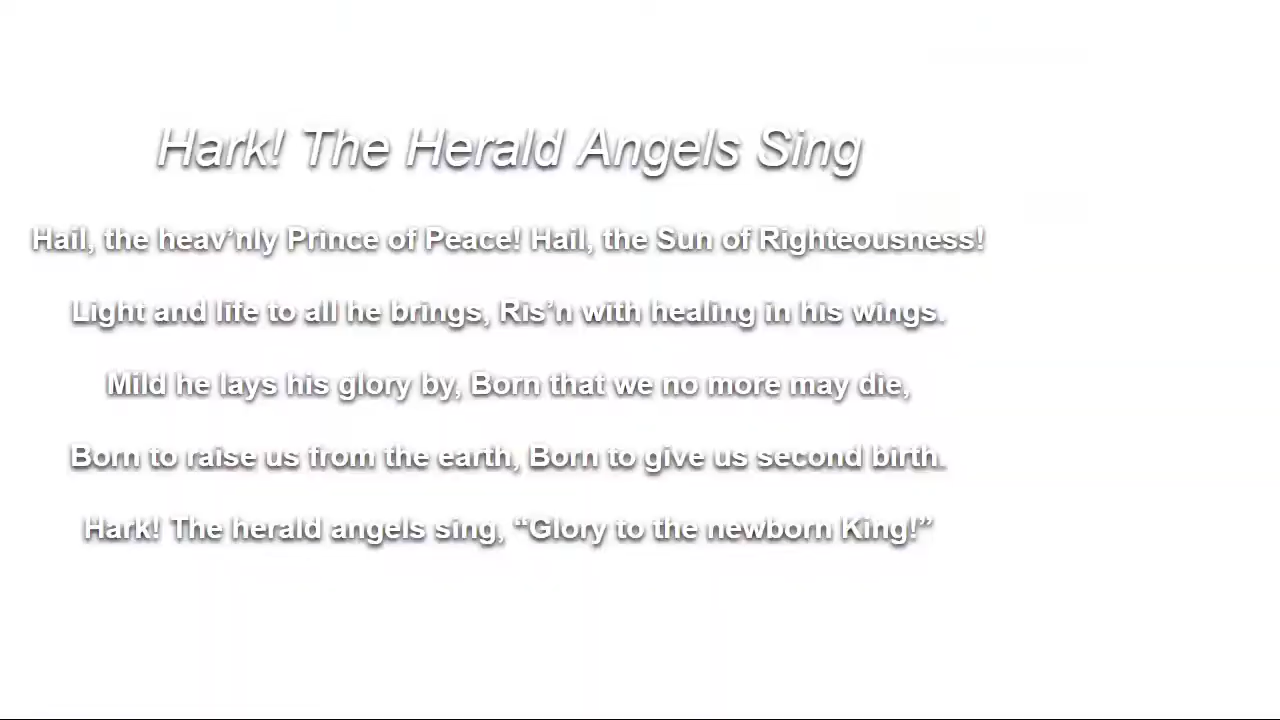 Hark! The Herald Angels Sing
Hail, the heav’nly Prince of Peace! Hail, the Sun of Righteousness!
Light and life to all he brings, Ris’n with healing in his wings.
Mild he lays his glory by, Born that we no more may die,
Born to raise us from the earth, Born to give us second birth.
Hark! The herald angels sing, “Glory to the newborn King!”